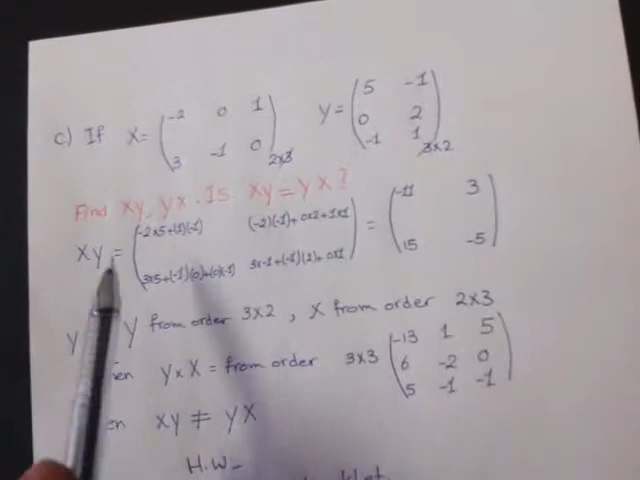 c) If X = (-2 0 1 Y = (5 -1
3 -1 0) 2x3 0 2
-1 1) 3x2
Find XY, YX. Is XY = YX?
XY = (-2x5+(1)(-1) (-2)(-1)+0x2+1x1 = (-11 3
3x5+(-1)(0)+(0)(-1) 3x-1+(-1)(2)+0x1) 15 -5)
Y Y from order 3x2, X from order 2x3
YxX = from order 3x3 (-13 1 5
6 -2 0
5 -1 -1)
XY ≠ YX
H.W-